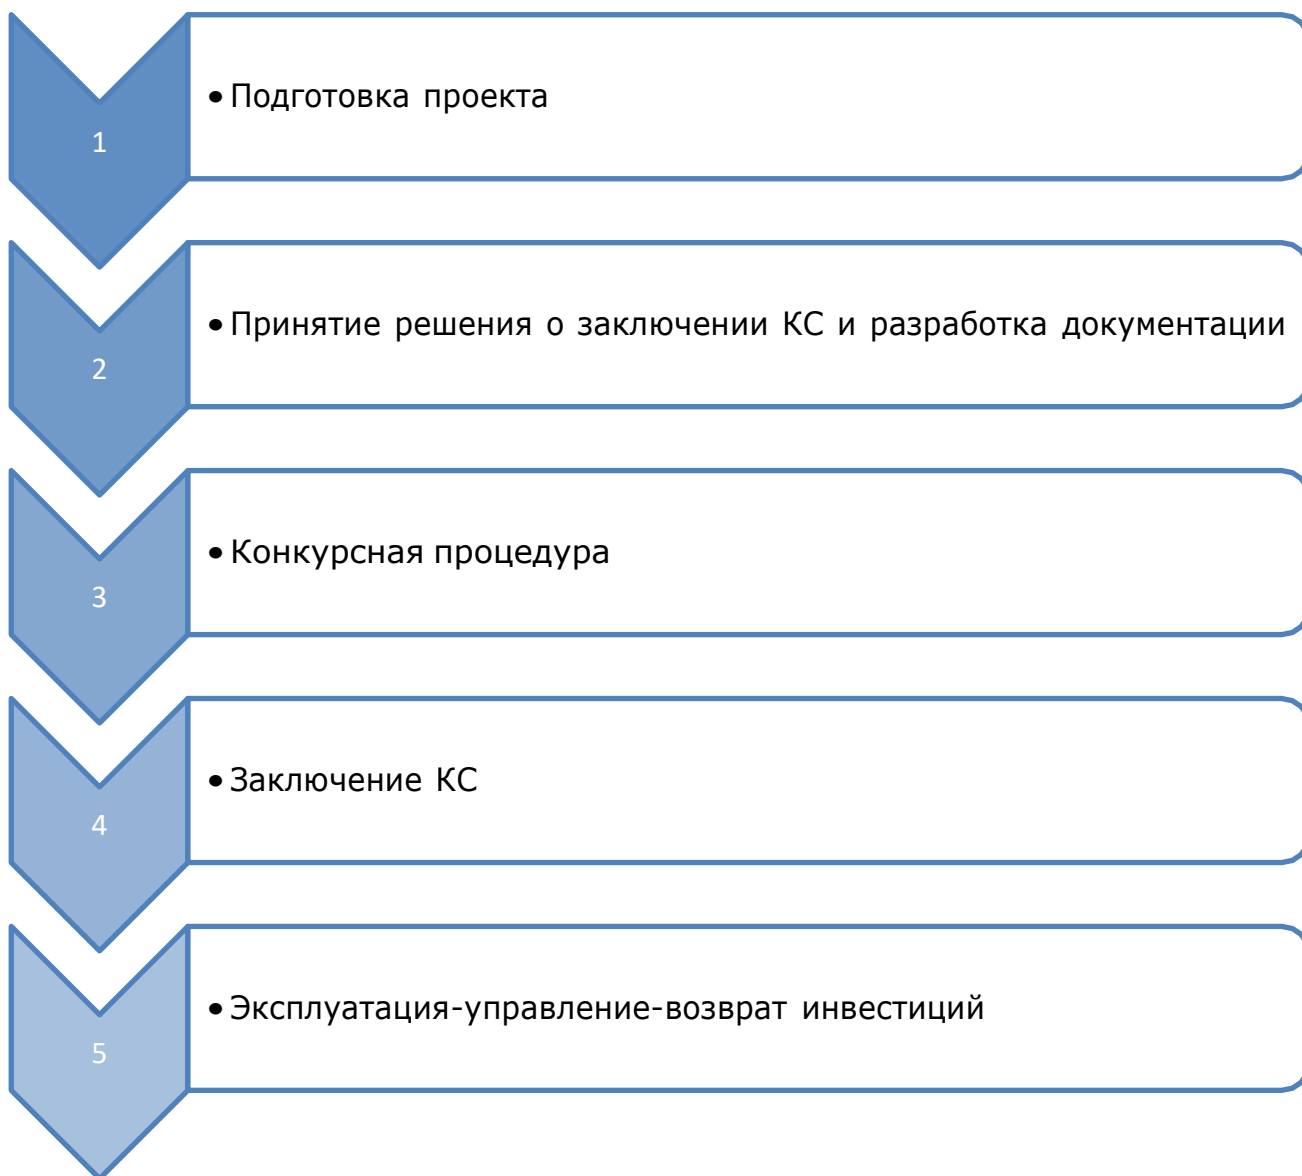 1
• Подготовка проекта
2
• Принятие решения о заключении КС и разработка документации
3
• Конкурсная процедура
4
• Заключение КС
5
• Эксплуатация-управление-возврат инвестиций